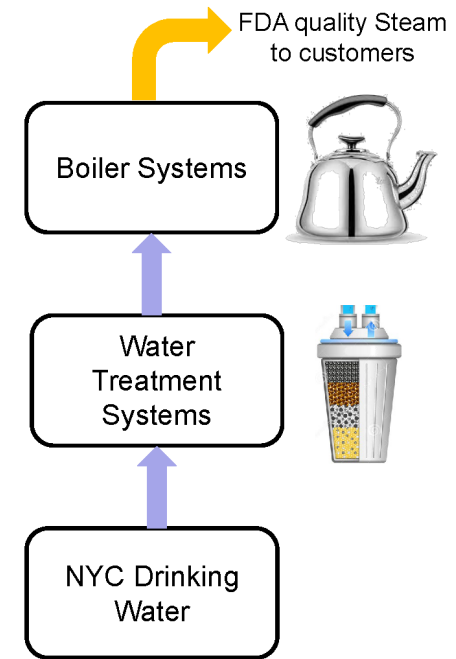 FDA quality Steam
to customers
Boiler Systems
Water
Treatment
Systems
NYC Drinking
Water